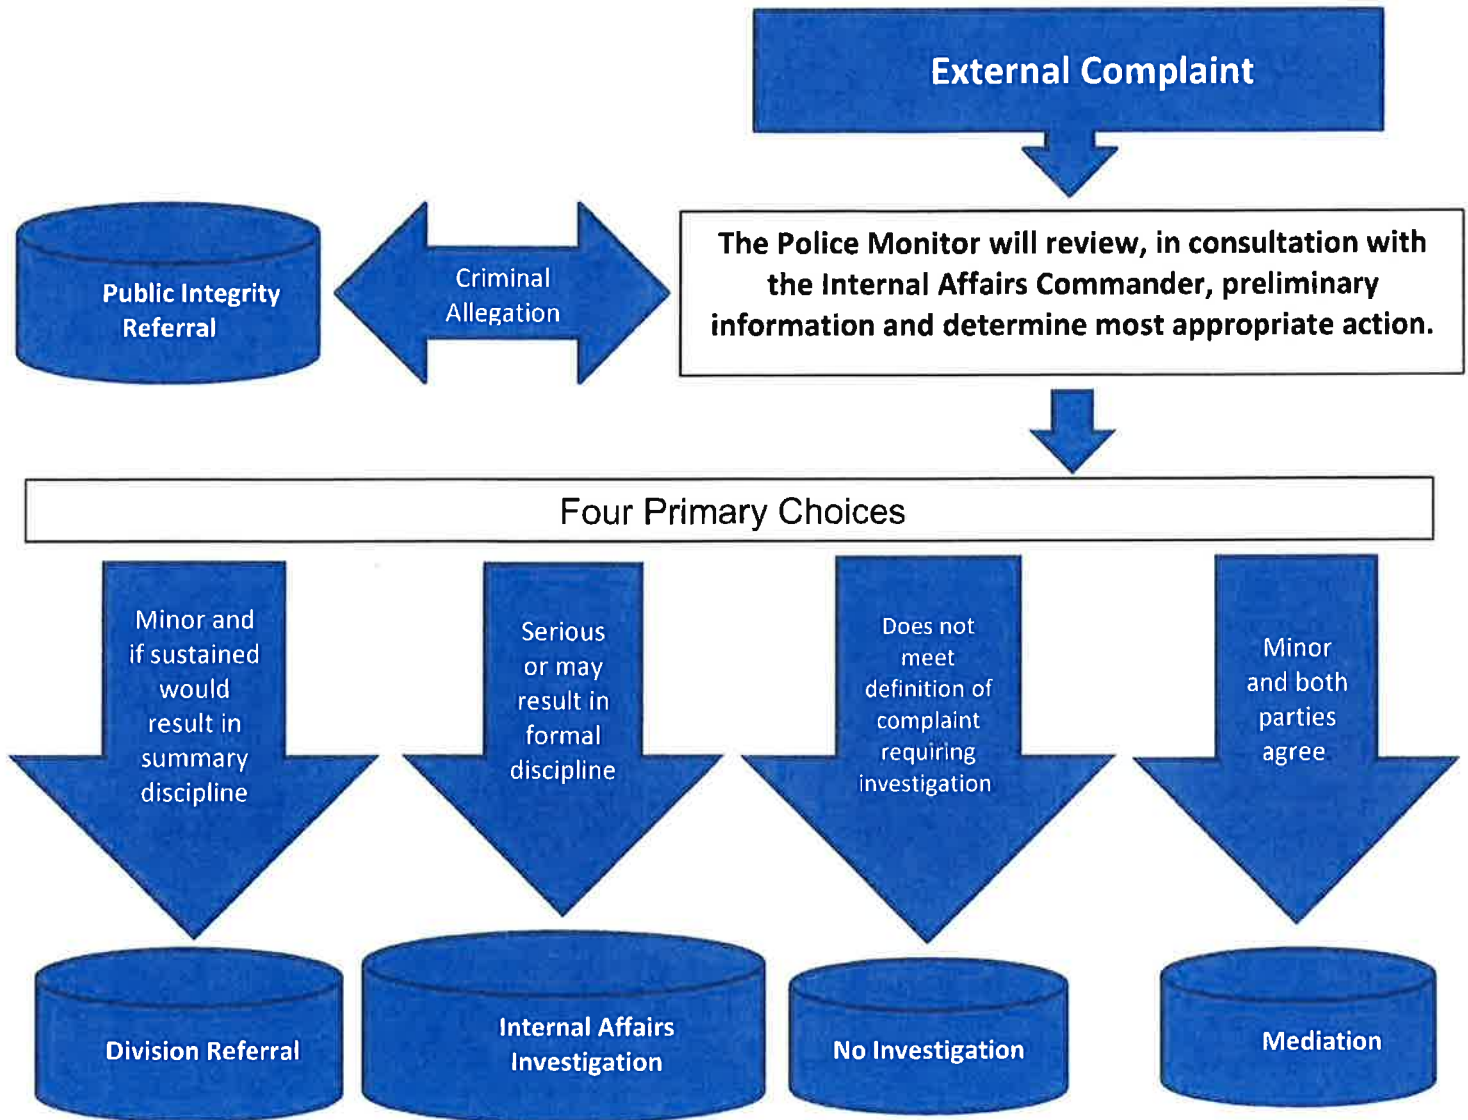 External Complaint
The Police Monitor will review, in consultation with
the Internal Affairs Commander, preliminary
information and determine most appropriate action.
Criminal
Allegation
Public Integrity
Referral
Four Primary Choices
Minor and
if sustained
would
result in
summary
discipline
Serious
or may
result in
formal
discipline
Does not
meet
definition of
complaint
requiring
investigation
Minor
and both
parties
agree
Division Referral
Internal Affairs
Investigation
No Investigation
Mediation